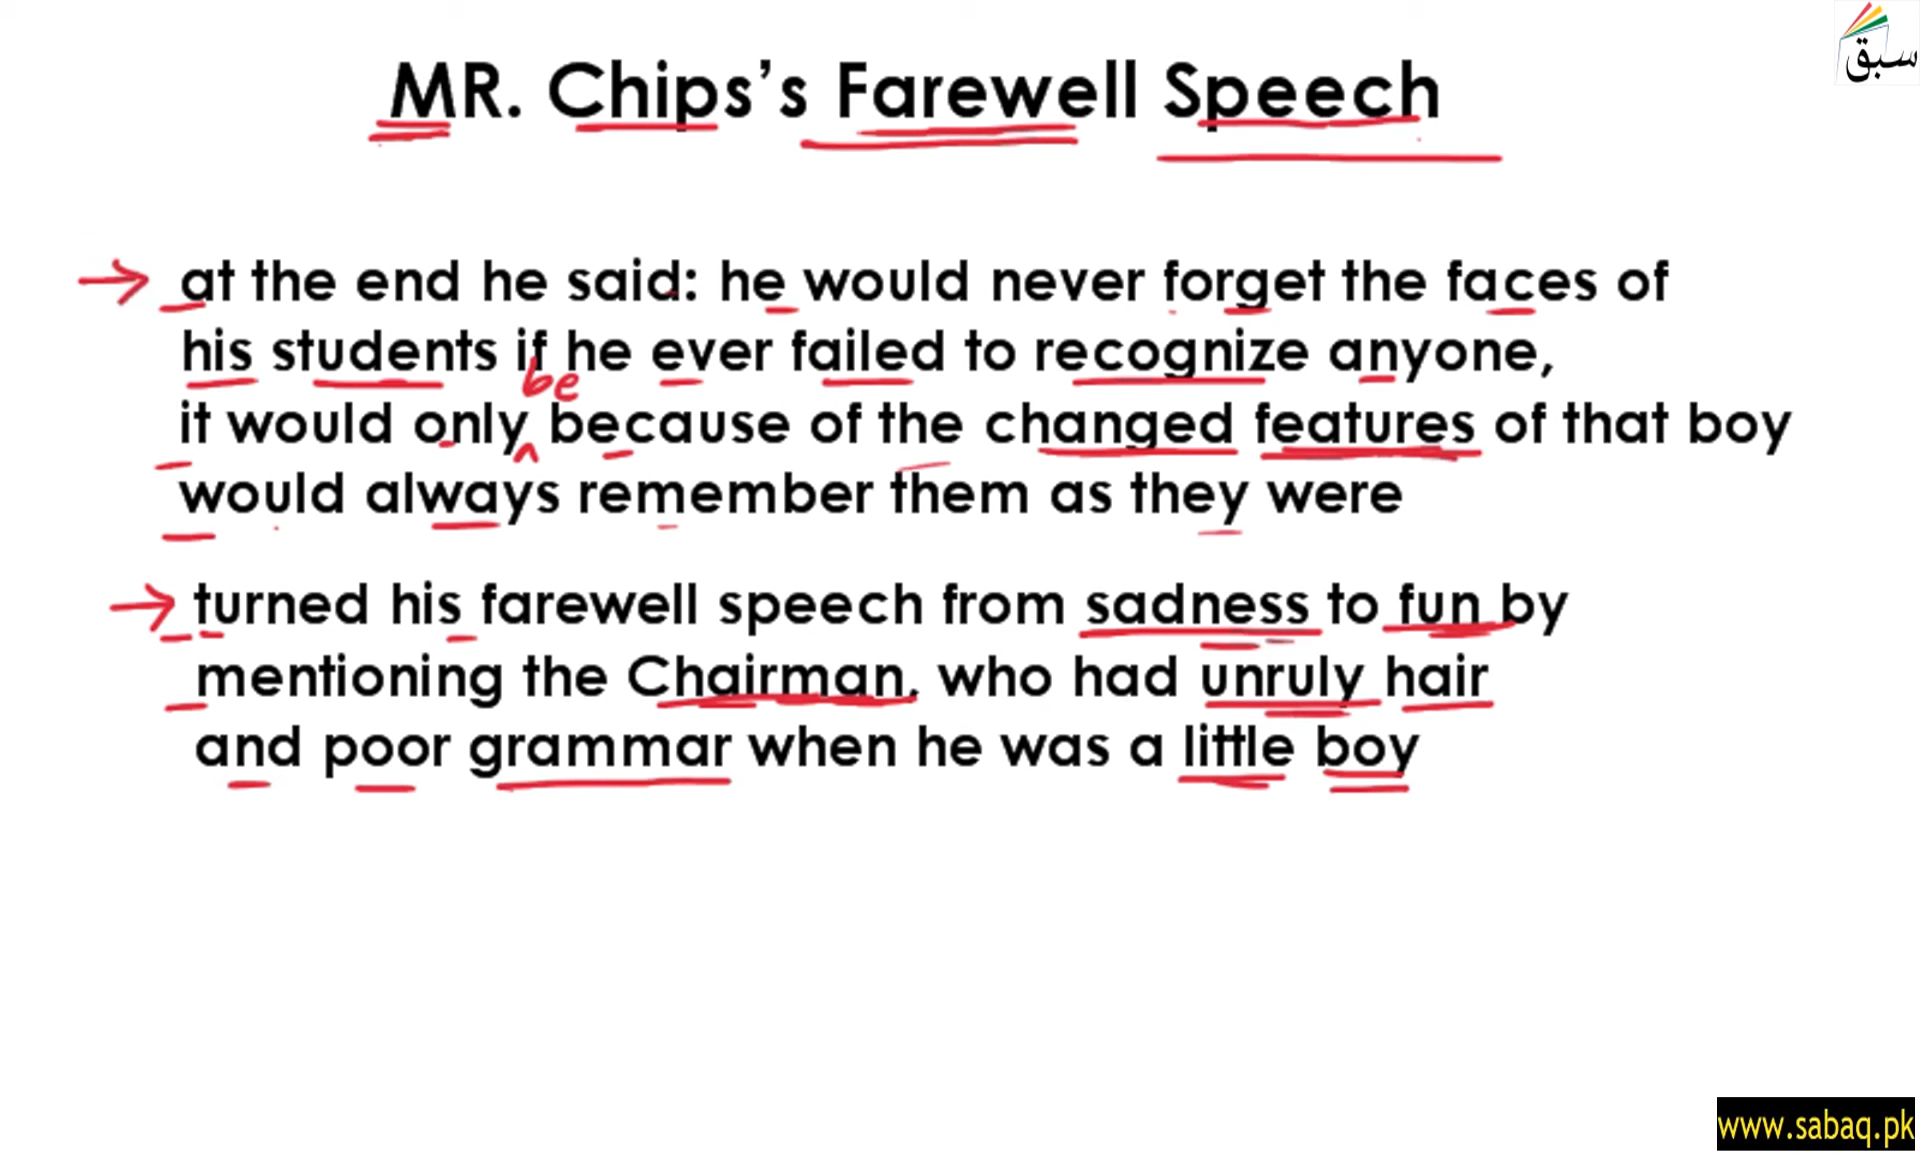 سبق
MR. Chips's Farewell Speech
→ at the end he said: he would never forget the faces of
his students if he ever failed to recognize anyone,
be
it would only ^ because of the changed features of that boy
would always remember them as they were
→ turned his farewell speech from sadness to fun by
mentioning the Chairman, who had unruly hair
and poor grammar when he was a little boy
www.sabaq.pk